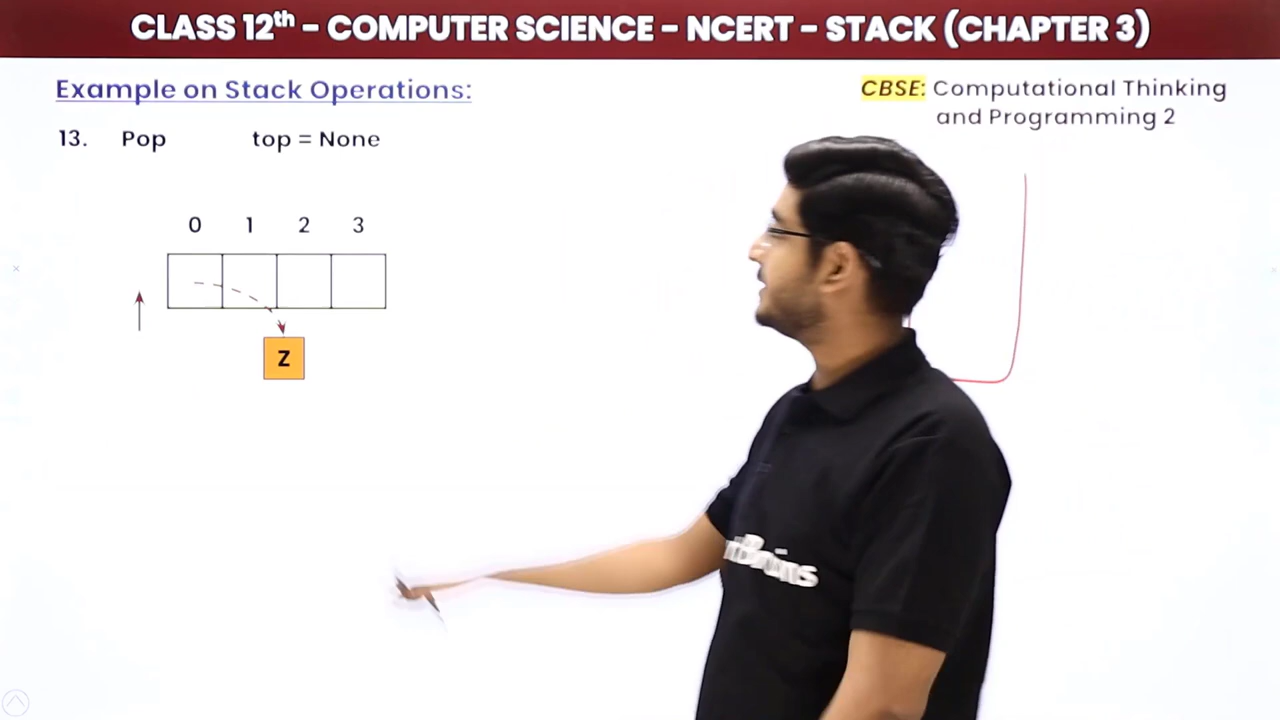 CLASS 12th - COMPUTER SCIENCE - NCERT - STACK (CHAPTER 3)
Example on Stack Operations:
CBSE: Computational Thinking
and Programming 2
13. Pop top = None
0 1 2 3
Z